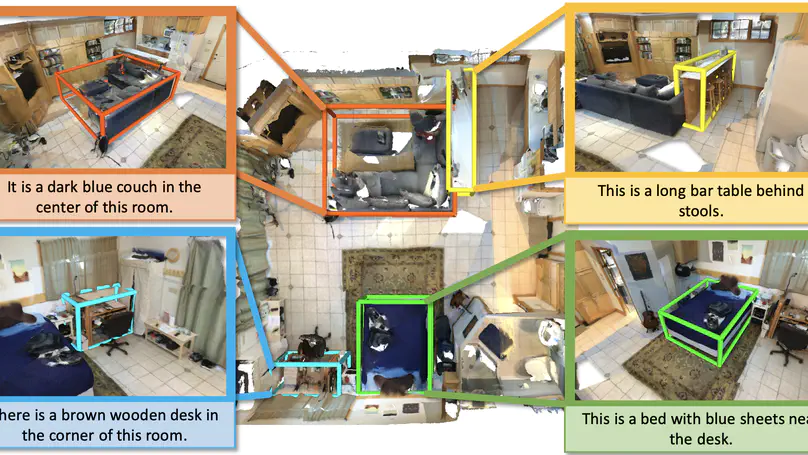 It is a dark blue couch in the
center of this room.
This is a long bar table behind
stools.
here is a brown wooden desk in
the corner of this room.
This is a bed with blue sheets nea
the desk.